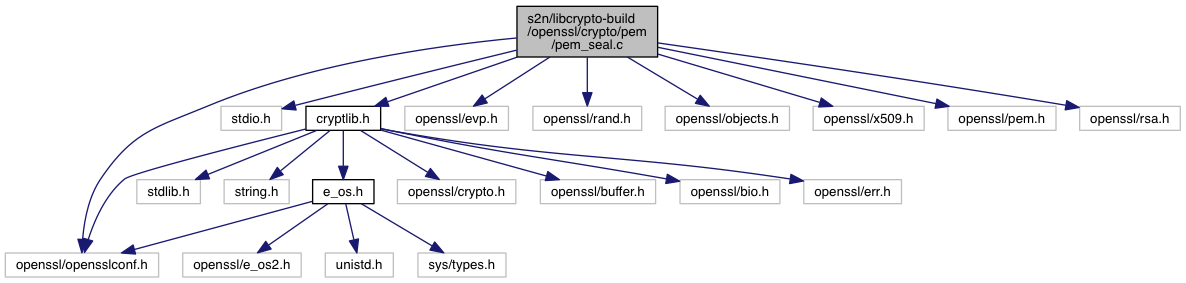 s2n/libcrypto-build
/openssl/crypto/pem
/pem_seal.c
stdio.h
cryptlib.h
openssl/evp.h
openssl/rand.h
openssl/objects.h
openssl/x509.h
openssl/pem.h
openssl/rsa.h
stdlib.h
string.h
e_os.h
openssl/crypto.h
openssl/buffer.h
openssl/bio.h
openssl/err.h
openssl/opensslconf.h
openssl/e_os2.h
unistd.h
sys/types.h